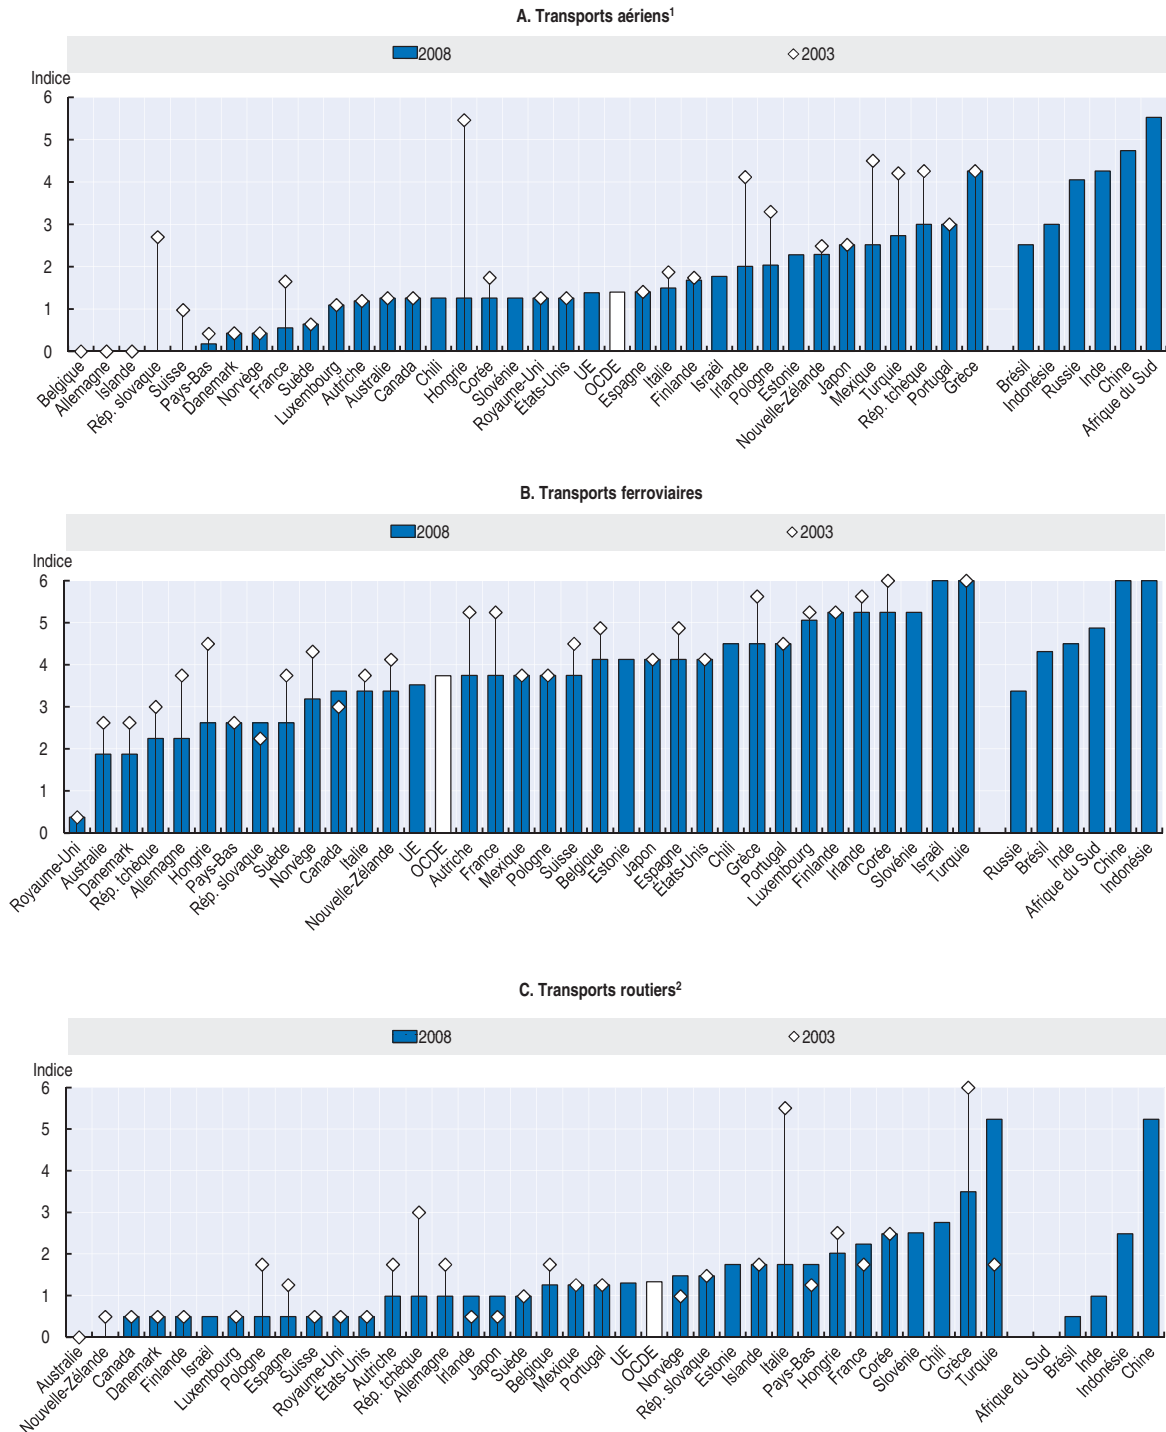 A. Transports aériens¹
2008
2003
Indice
6
5
4
3
2
1
0
Belgique
Allemagne
Islande
Rép. slovaque
Suisse
Pays-Bas
Danemark
Norvège
France
Suède
Luxembourg
Autriche
Australie
Canada
Chili
Hongrie
Corée
Slovénie
Royaume-Uni
États-Unis
UE
OCDE
Espagne
Italie
Finlande
Israël
Irlande
Pologne
Estonie
Nouvelle-Zélande
Japon
Mexique
Turquie
Rép. tchèque
Portugal
Grèce
Brésil
Indonésie
Russie
Inde
Chine
Afrique du Sud
B. Transports ferroviaires
2008
2003
Indice
6
5
4
3
2
1
0
Royaume-Uni
Australie
Danemark
Rép. tchèque
Allemagne
Hongrie
Pays-Bas
Rép. slovaque
Suède
Norvège
Canada
Italie
Nouvelle-Zélande
UE
OCDE
Autriche
France
Mexique
Pologne
Suisse
Belgique
Estonie
Japon
Espagne
États-Unis
Chili
Grèce
Portugal
Luxembourg
Finlande
Irlande
Corée
Slovénie
Israël
Turquie
Russie
Brésil
Inde
Afrique du Sud
Chine
Indonésie
C. Transports routiers²
2008
2003
Indice
6
5
4
3
2
1
0
Australie
Nouvelle-Zélande
Canada
Danemark
Finlande
Israël
Luxembourg
Pologne
Espagne
Suisse
Royaume-Uni
États-Unis
Autriche
Rép. tchèque
Allemagne
Irlande
Japon
Suède
Belgique
Mexique
Portugal
UE
OCDE
Norvège
Rép. slovaque
Estonie
Islande
Italie
Pays-Bas
Hongrie
France
Corée
Slovénie
Chili
Grèce
Turquie
Afrique du Sud
Brésil
Inde
Indonésie
Chine